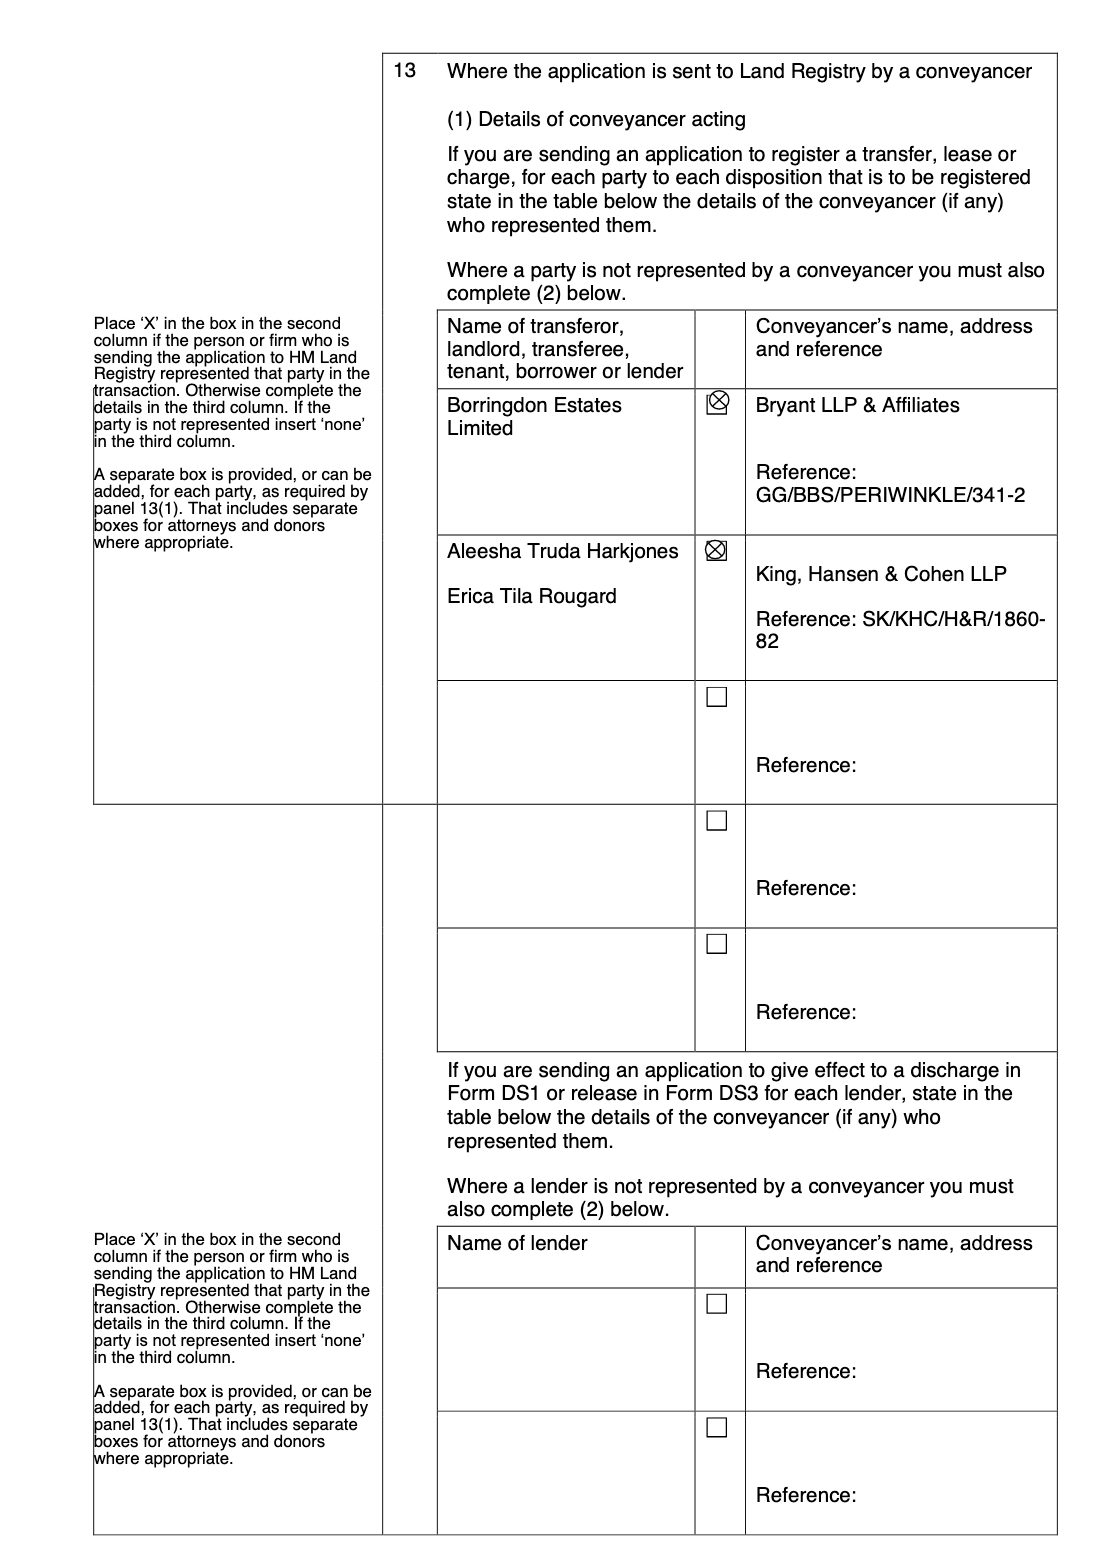 13 Where the application is sent to Land Registry by a conveyancer
(1) Details of conveyancer acting
If you are sending an application to register a transfer, lease or
charge, for each party to each disposition that is to be registered
state in the table below the details of the conveyancer (if any)
who represented them.
Where a party is not represented by a conveyancer you must also
complete (2) below.
Place ‘X’ in the box in the second
column if the person or firm who is
sending the application to HM Land
Registry represented that party in the
transaction. Otherwise complete the
details in the third column. If the
party is not represented insert ‘none’
in the third column.
A separate box is provided, or can be
added, for each party, as required by
panel 13(1). That includes separate
boxes for attorneys and donors
where appropriate.
Name of transferor,
landlord, transferee,
tenant, borrower or lender
Conveyancer’s name, address
and reference
Borringdon Estates
Limited
Bryant LLP & Affiliates
Reference:
GG/BBS/PERIWINKLE/341-2
Aleesha Truda Harkjones
Erica Tila Rougard
King, Hansen & Cohen LLP
Reference: SK/KHC/H&R/1860-
82
Reference:
Reference:
Reference:
If you are sending an application to give effect to a discharge in
Form DS1 or release in Form DS3 for each lender, state in the
table below the details of the conveyancer (if any) who
represented them.
Where a lender is not represented by a conveyancer you must
also complete (2) below.
Place ‘X’ in the box in the second
column if the person or firm who is
sending the application to HM Land
Registry represented that party in the
transaction. Otherwise complete the
details in the third column. If the
party is not represented insert ‘none’
in the third column.
A separate box is provided, or can be
added, for each party, as required by
panel 13(1). That includes separate
boxes for attorneys and donors
where appropriate.
Name of lender
Conveyancer’s name, address
and reference
Reference:
Reference: